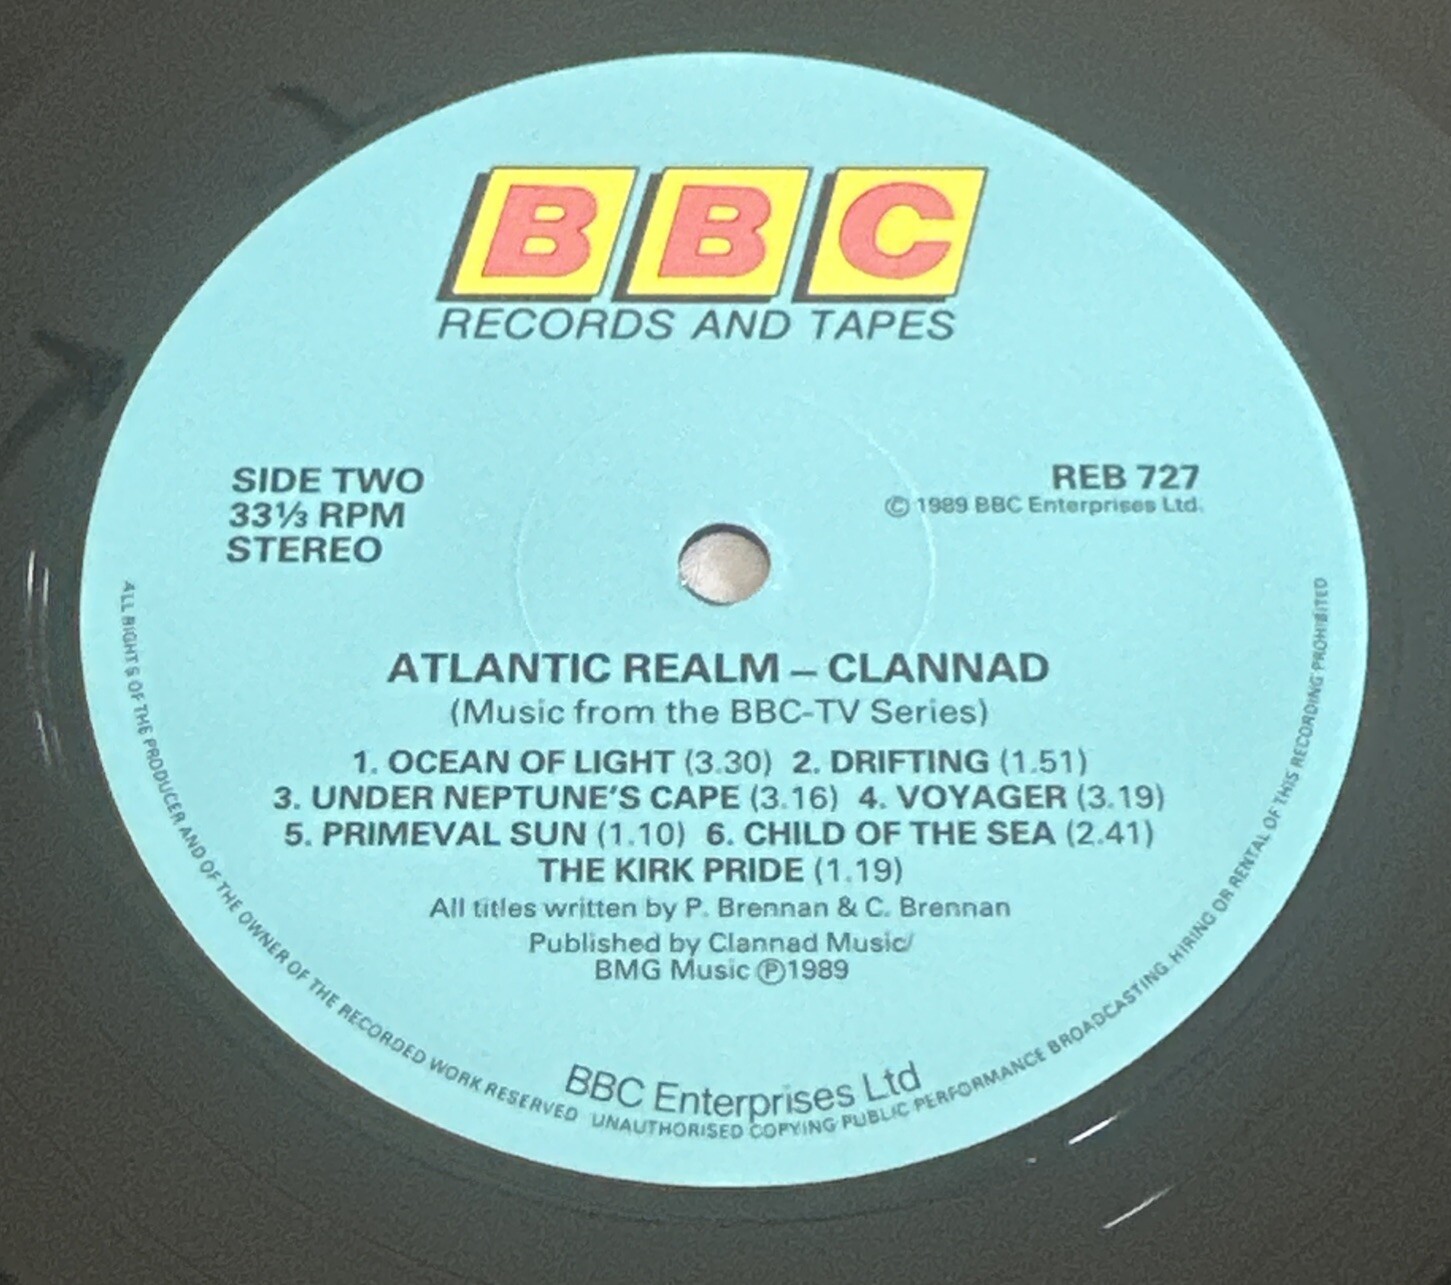 BBC
RECORDS AND TAPES
SIDE TWO
33⅓ RPM
STEREO
REB 727
© 1989 BBC Enterprises Ltd.
ATLANTIC REALM – CLANNAD
(Music from the BBC-TV Series)
1. OCEAN OF LIGHT (3.30) 2. DRIFTING (1.51)
3. UNDER NEPTUNE'S CAPE (3.16) 4. VOYAGER (3.19)
5. PRIMEVAL SUN (1.10) 6. CHILD OF THE SEA (2.41)
THE KIRK PRIDE (1.19)
All titles written by P. Brennan & C. Brennan
Published by Clannad Music/
BMG Music ℗1989
BBC Enterprises Ltd
ALL RIGHTS OF THE PRODUCER AND OF THE OWNER OF THE RECORDED WORK RESERVED UNAUTHORISED COPYING PUBLIC PERFORMANCE BROADCASTING HIRING OR RENTAL OF THIS RECORDING PROHIBITED